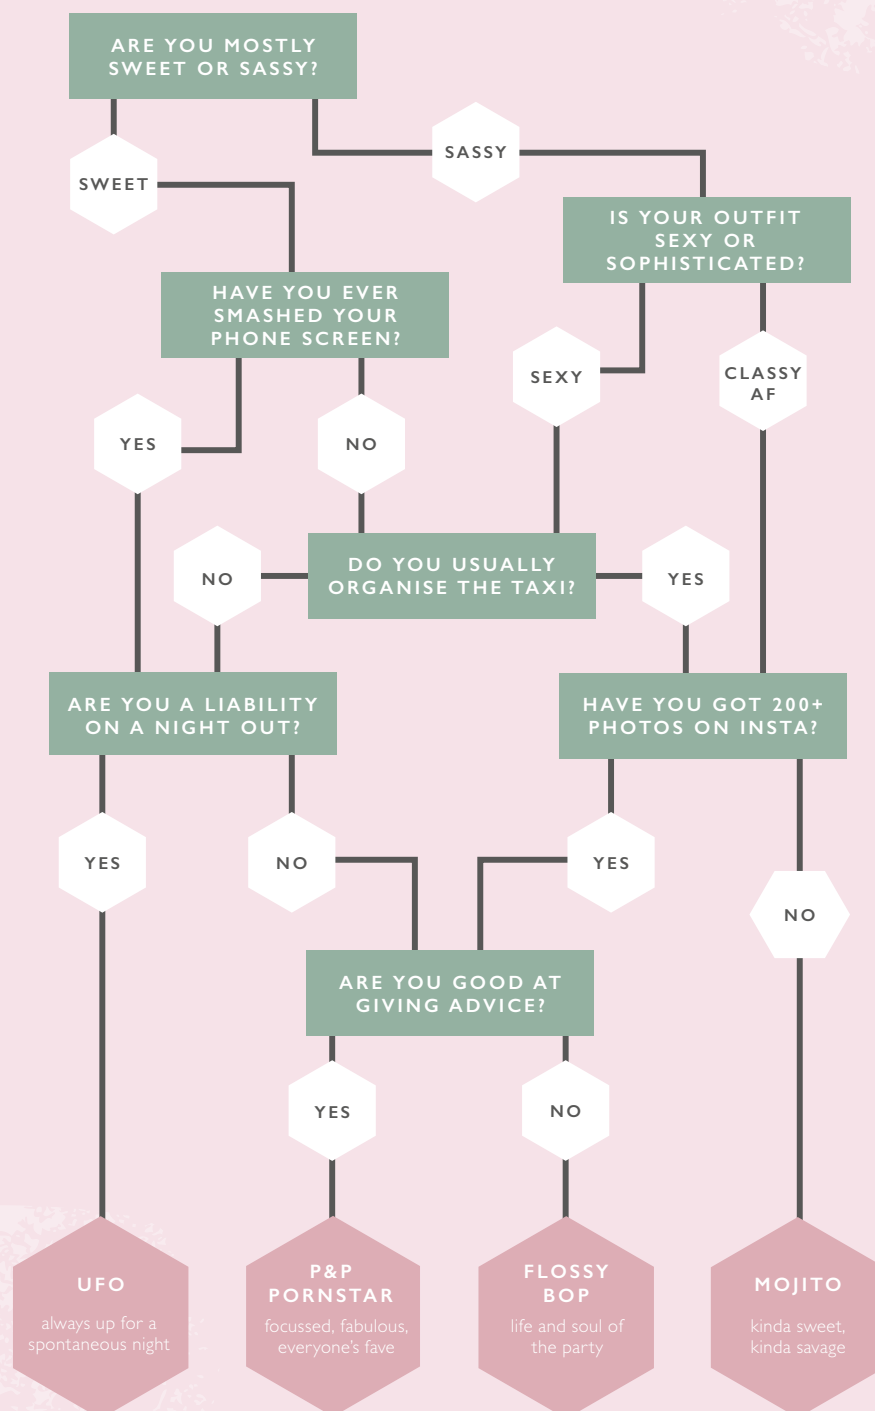 ARE YOU MOSTLY
SWEET OR SASSY?
SASSY
SWEET
IS YOUR OUTFIT
SEXY OR
SOPHISTICATED?
HAVE YOU EVER
SMASHED YOUR
PHONE SCREEN?
SEXY
CLASSY
AF
YES
NO
DO YOU USUALLY
ORGANISE THE TAXI?
NO
YES
ARE YOU A LIABILITY
ON A NIGHT OUT?
HAVE YOU GOT 200+
PHOTOS ON INSTA?
YES
NO
YES
NO
ARE YOU GOOD AT
GIVING ADVICE?
YES
NO
UFO
always up for a
spontaneous night
P&P
PORNSTAR
focussed, fabulous,
everyone's fave
FLOSSY
BOP
life and soul of
the party
MOJITO
kinda sweet,
kinda savage